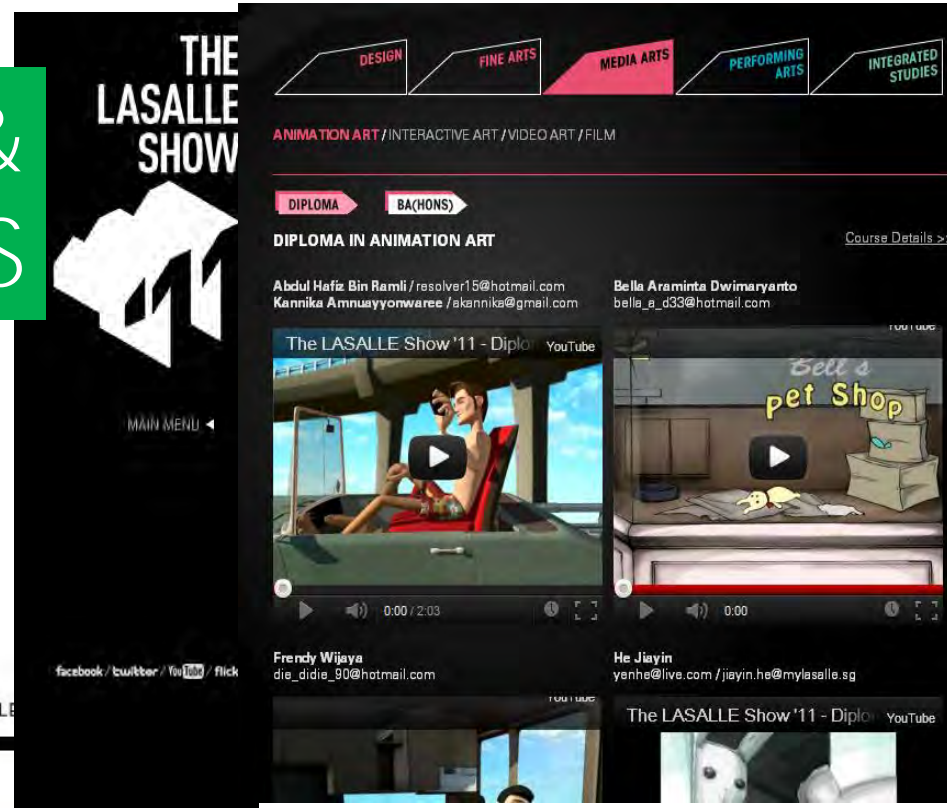 &
S
LE
THE
LASALLE
SHOW
MAIN MENU
facebook / twitter / YouTube / flick
DESIGN
FINE ARTS
MEDIA ARTS
PERFORMING
ARTS
INTEGRATED
STUDIES
ANIMATION ART / INTERACTIVE ART / VIDEO ART / FILM
DIPLOMA
BA(HONS)
DIPLOMA IN ANIMATION ART
Course Details >
Abdul Hafiz Bin Ramli / resolver15@hotmail.com
Kannika Amnuayyonwaree / akannika@gmail.com
Bella Araminta Dwimaryanto
bella_a_d33@hotmail.com
The LASALLE Show '11 - Diplo YouTube
YouTube
Bell's
Pet Shop
0:00 / 2:03
0:00
Frendy Wijaya
die_didie_90@hotmail.com
He Jiayin
yenhe@live.com / jiayin.he@mylasalle.sg
YouTube
The LASALLE Show '11 - Diplo YouTube